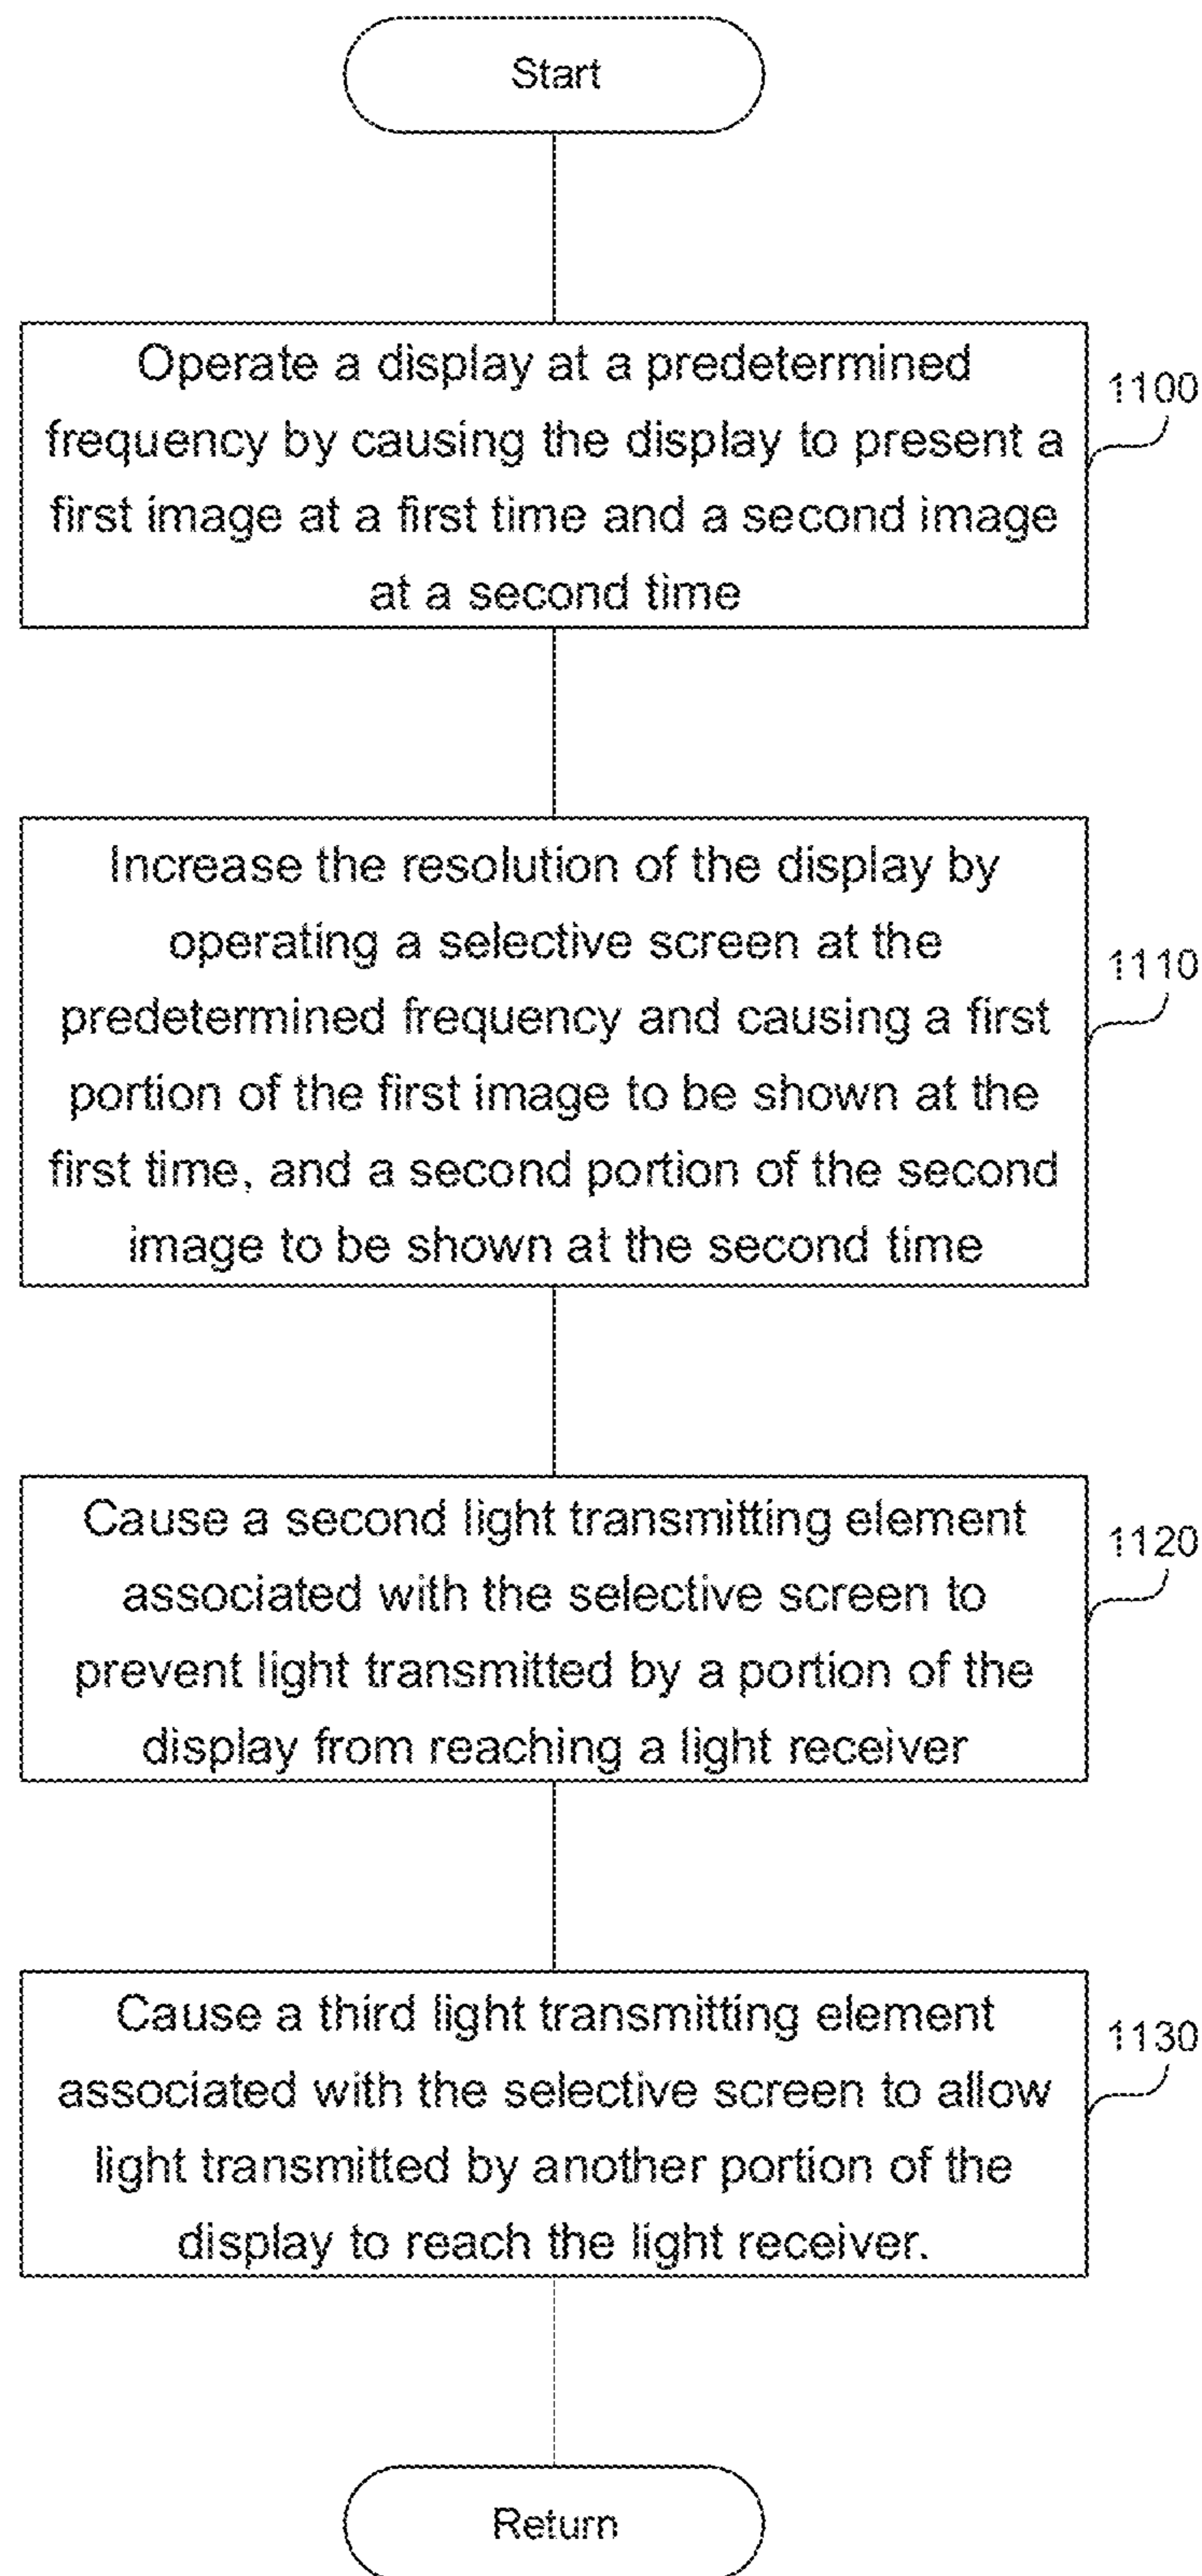 Start
Operate a display at a predetermined
frequency by causing the display to present a
first image at a first time and a second image
at a second time
1100
Increase the resolution of the display by
operating a selective screen at the
predetermined frequency and causing a first
portion of the first image to be shown at the
first time, and a second portion of the second
image to be shown at the second time
1110
Cause a second light transmitting element
associated with the selective screen to
prevent light transmitted by a portion of the
display from reaching a light receiver
1120
Cause a third light transmitting element
associated with the selective screen to allow
light transmitted by another portion of the
display to reach the light receiver.
1130
Return